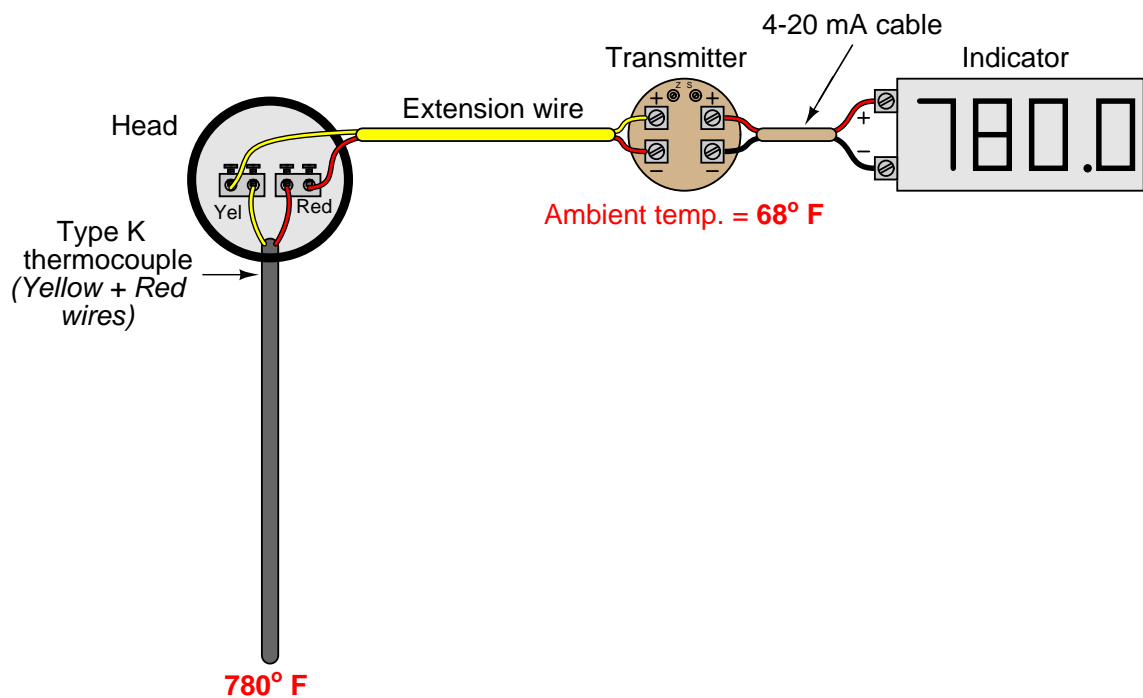 4-20 mA cable
Transmitter
Indicator
Head
Extension wire
Z S
+ +
− −
+
−
780.0
Yel
Red
Ambient temp. = 68° F
Type K
thermocouple
(Yellow + Red
wires)
780° F